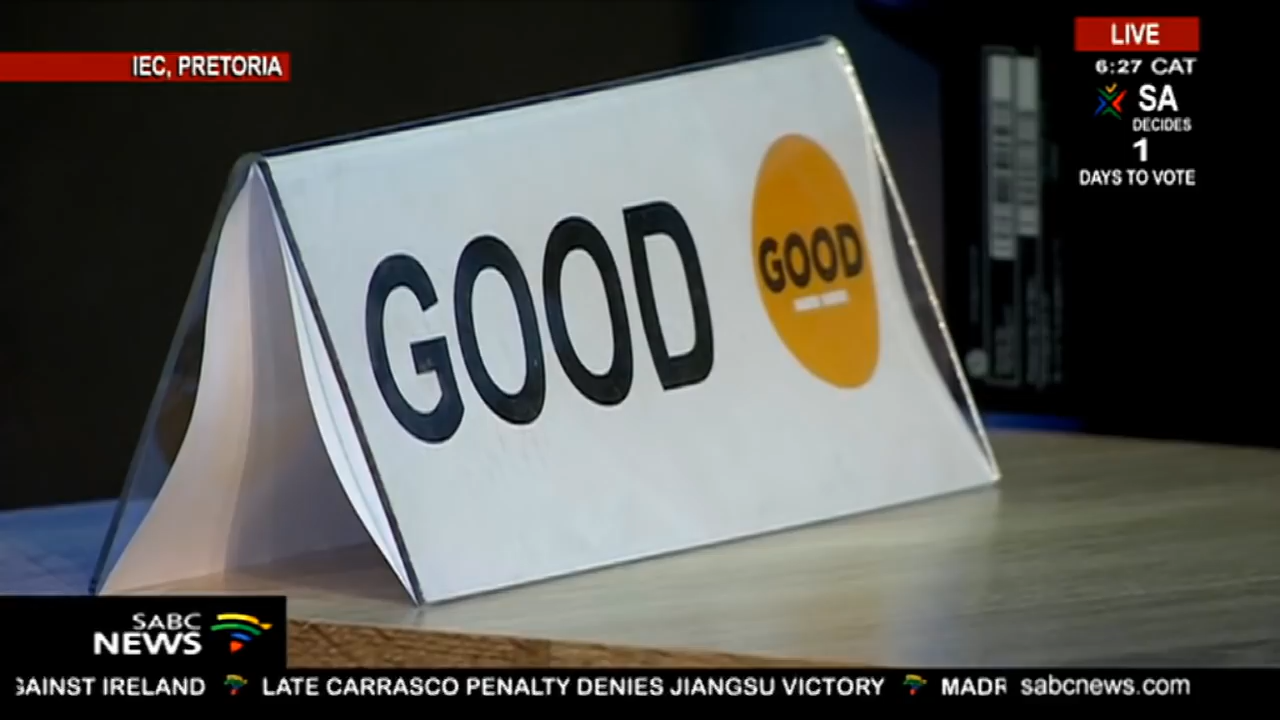 IEC, PRETORIA
LIVE
6:27 CAT
SA
DECIDES
1
DAYS TO VOTE
GOOD
GOOD
SABC
NEWS
GAINST IRELAND LATE CARRASCO PENALTY DENIES JIANGSU VICTORY MADR sabcnews.com